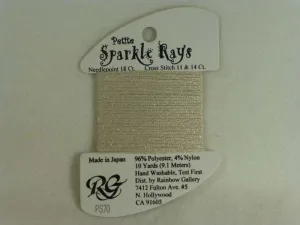 Petite
Sparkle Rays
Needlepoint 18 Ct. Cross Stitch 11 & 14 Ct.
Made in Japan
RG
PS70
96% Polyester, 4% Nylon
10 Yards (9.1 Meters)
Hand Washable, Test First
Dist. by Rainbow Gallery
7412 Fulton Ave. #5
N. Hollywood
CA 91605